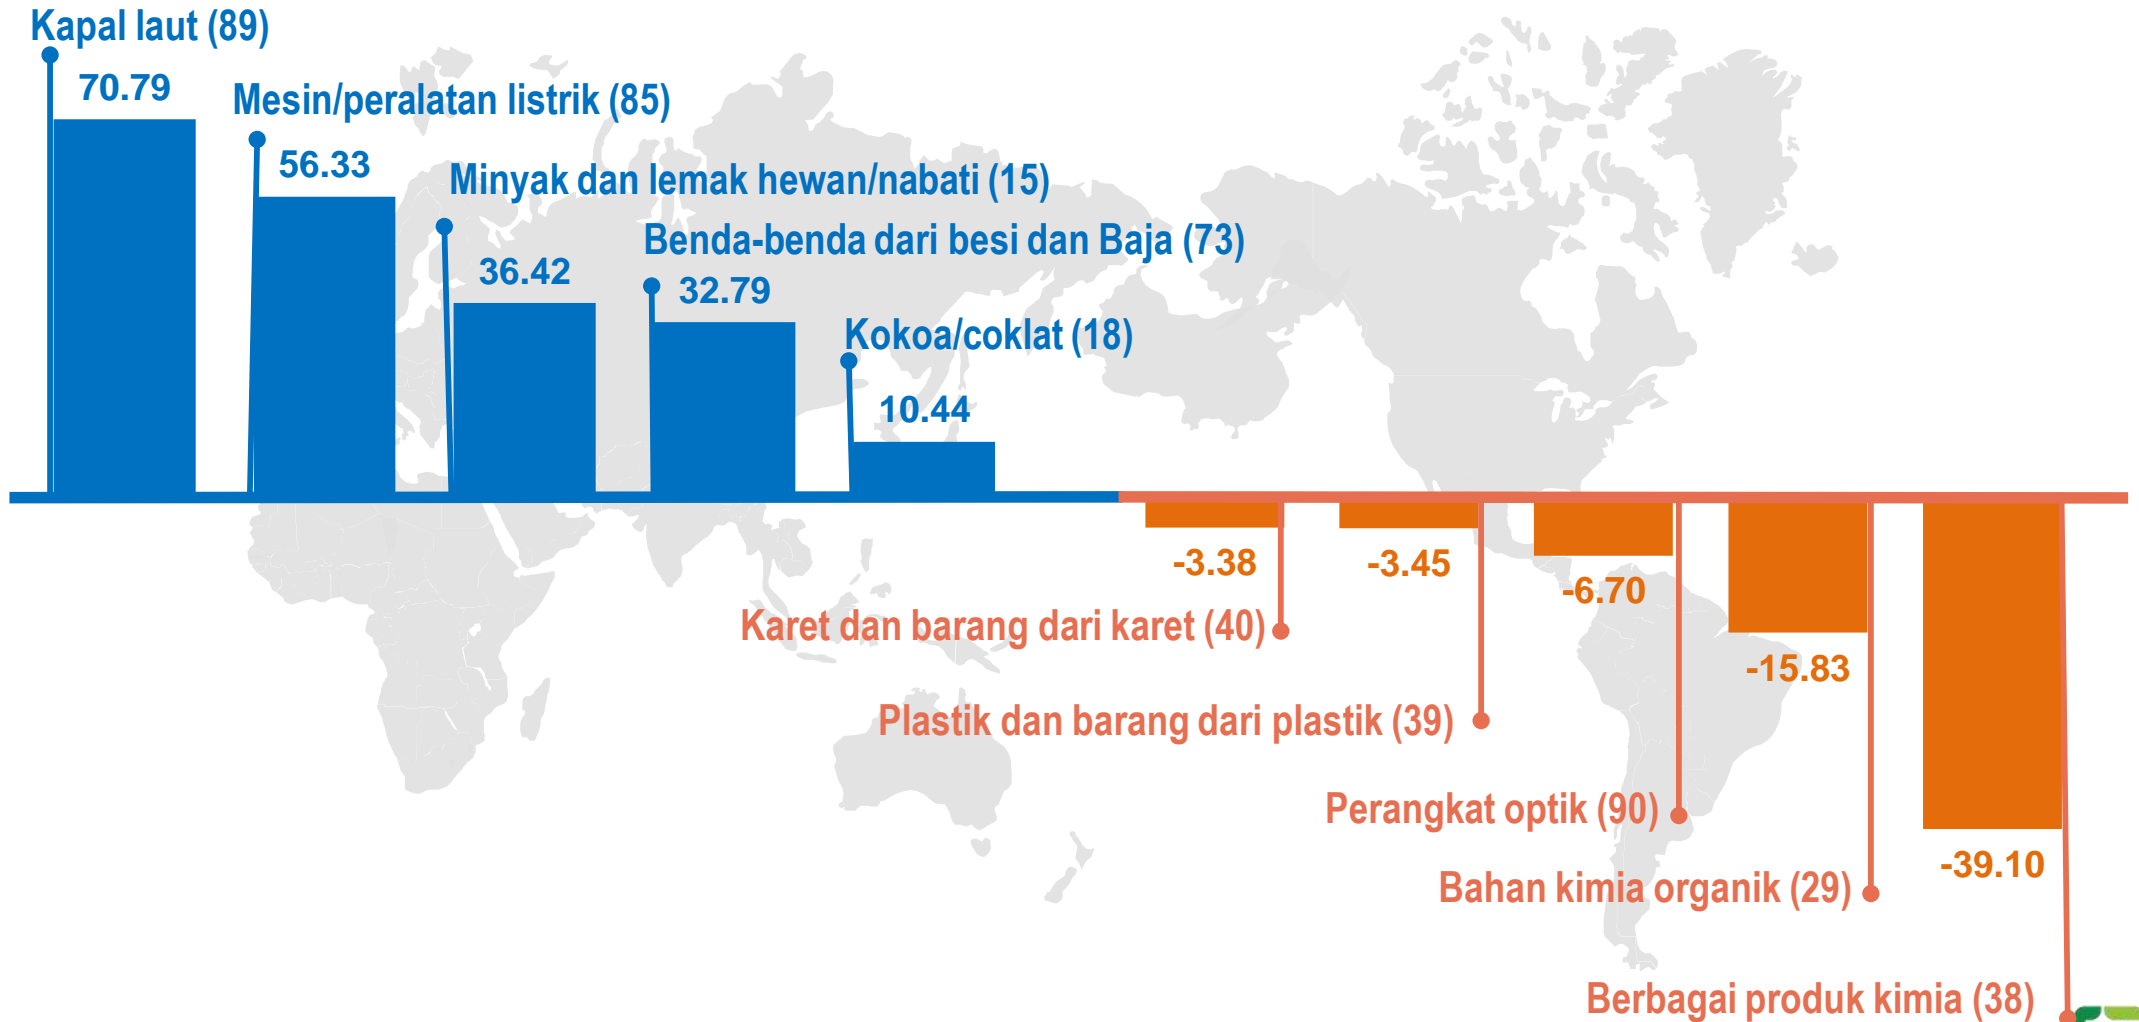 Kapal laut (89)
70.79
Mesin/peralatan listrik (85)
56.33
Minyak dan lemak hewan/nabati (15)
36.42
Benda-benda dari besi dan Baja (73)
32.79
Kokoa/coklat (18)
10.44
-3.38
Karet dan barang dari karet (40)
-3.45
Plastik dan barang dari plastik (39)
-6.70
Perangkat optik (90)
-15.83
Bahan kimia organik (29)
-39.10
Berbagai produk kimia (38)